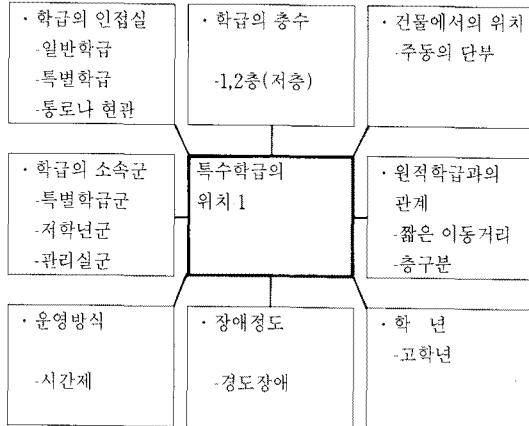 · 학급의 인접실
-일반학급
-특별학급
-통로나 현관
· 학급의 층수
-1,2층(저층)
· 건물에서의 위치
-주동의 단부
· 학급의 소속군
-특별학급군
-저학년군
-관리실군
특수학급의
위치 1
· 원적학급과의
관계
-짧은 이동거리
-층구분
· 운영방식
-시간제
· 장애정도
-경도장애
· 학 년
-고학년